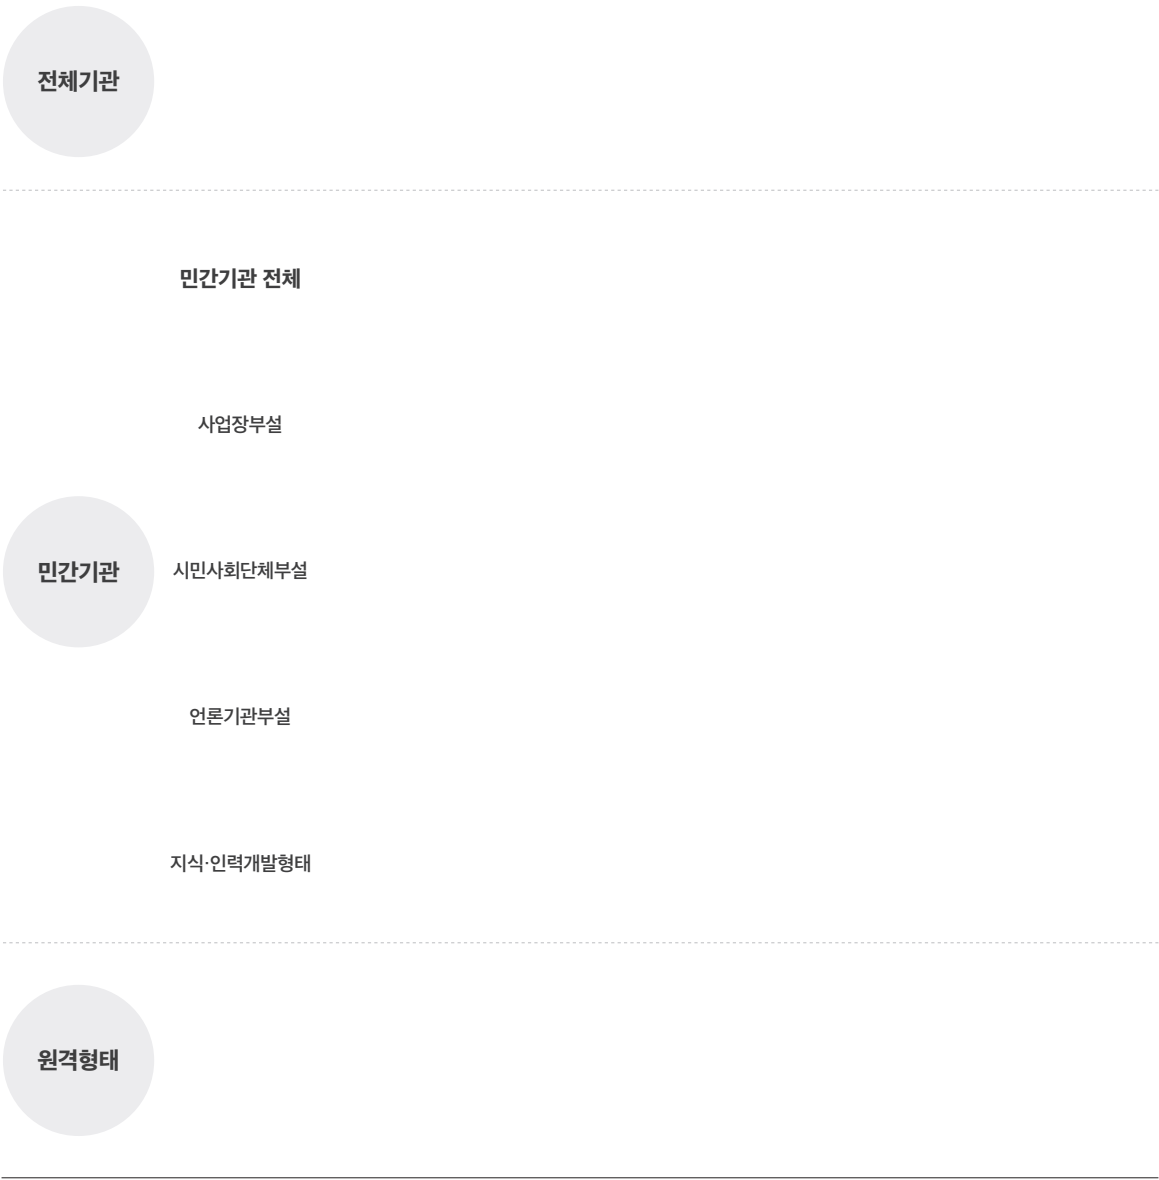 전체기관
민간기관 전체
사업장부설
민간기관
시민사회단체부설
언론기관부설
지식·인력개발형태
원격형태